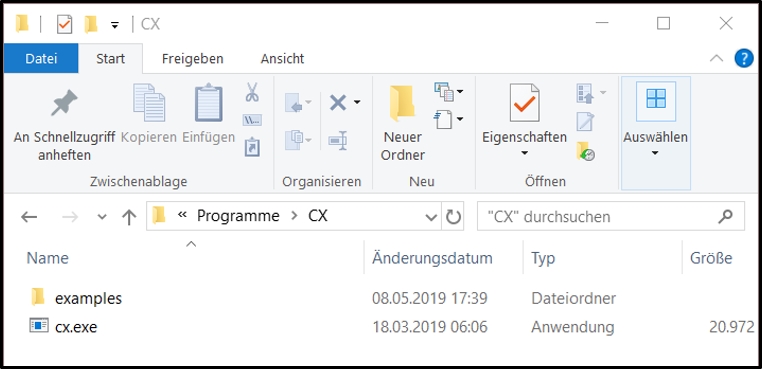 CX
Datei Start Freigeben Ansicht
An Schnellzugriff anheften Kopieren Einfügen Neuer Ordner Eigenschaften Auswählen
Zwischenablage Organisieren Neu Öffnen
« Programme > CX "CX" durchsuchen
Name Änderungsdatum Typ Größe
examples 08.05.2019 17:39 Dateiordner
cx.exe 18.03.2019 06:06 Anwendung 20.972